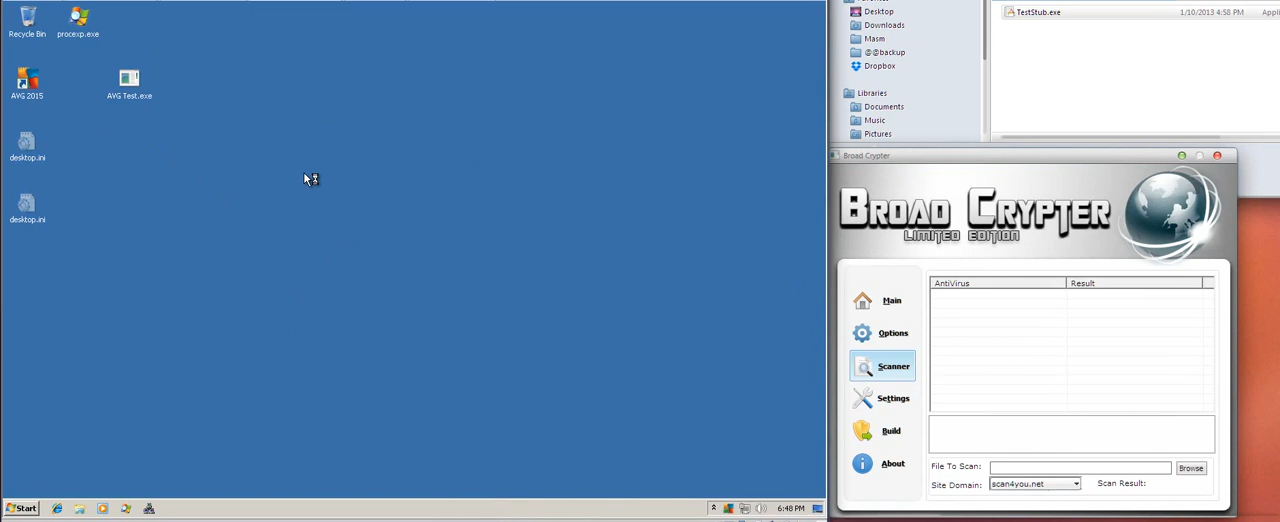 Recycle Bin
procexp.exe
AVG 2015
AVG Test.exe
desktop.ini
desktop.ini
Start
6:48 PM
Desktop
Downloads
Masm
@@backup
Dropbox
Libraries
Documents
Music
Pictures
TestStub.exe
1/10/2013 4:58 PM
Broad Crypter
BROAD CRYPTER
LIMITED EDITION
Main
Options
Scanner
Settings
Build
About
AntiVirus
Result
File To Scan:
Browse
Site Domain:
scan4you.net
Scan Result: